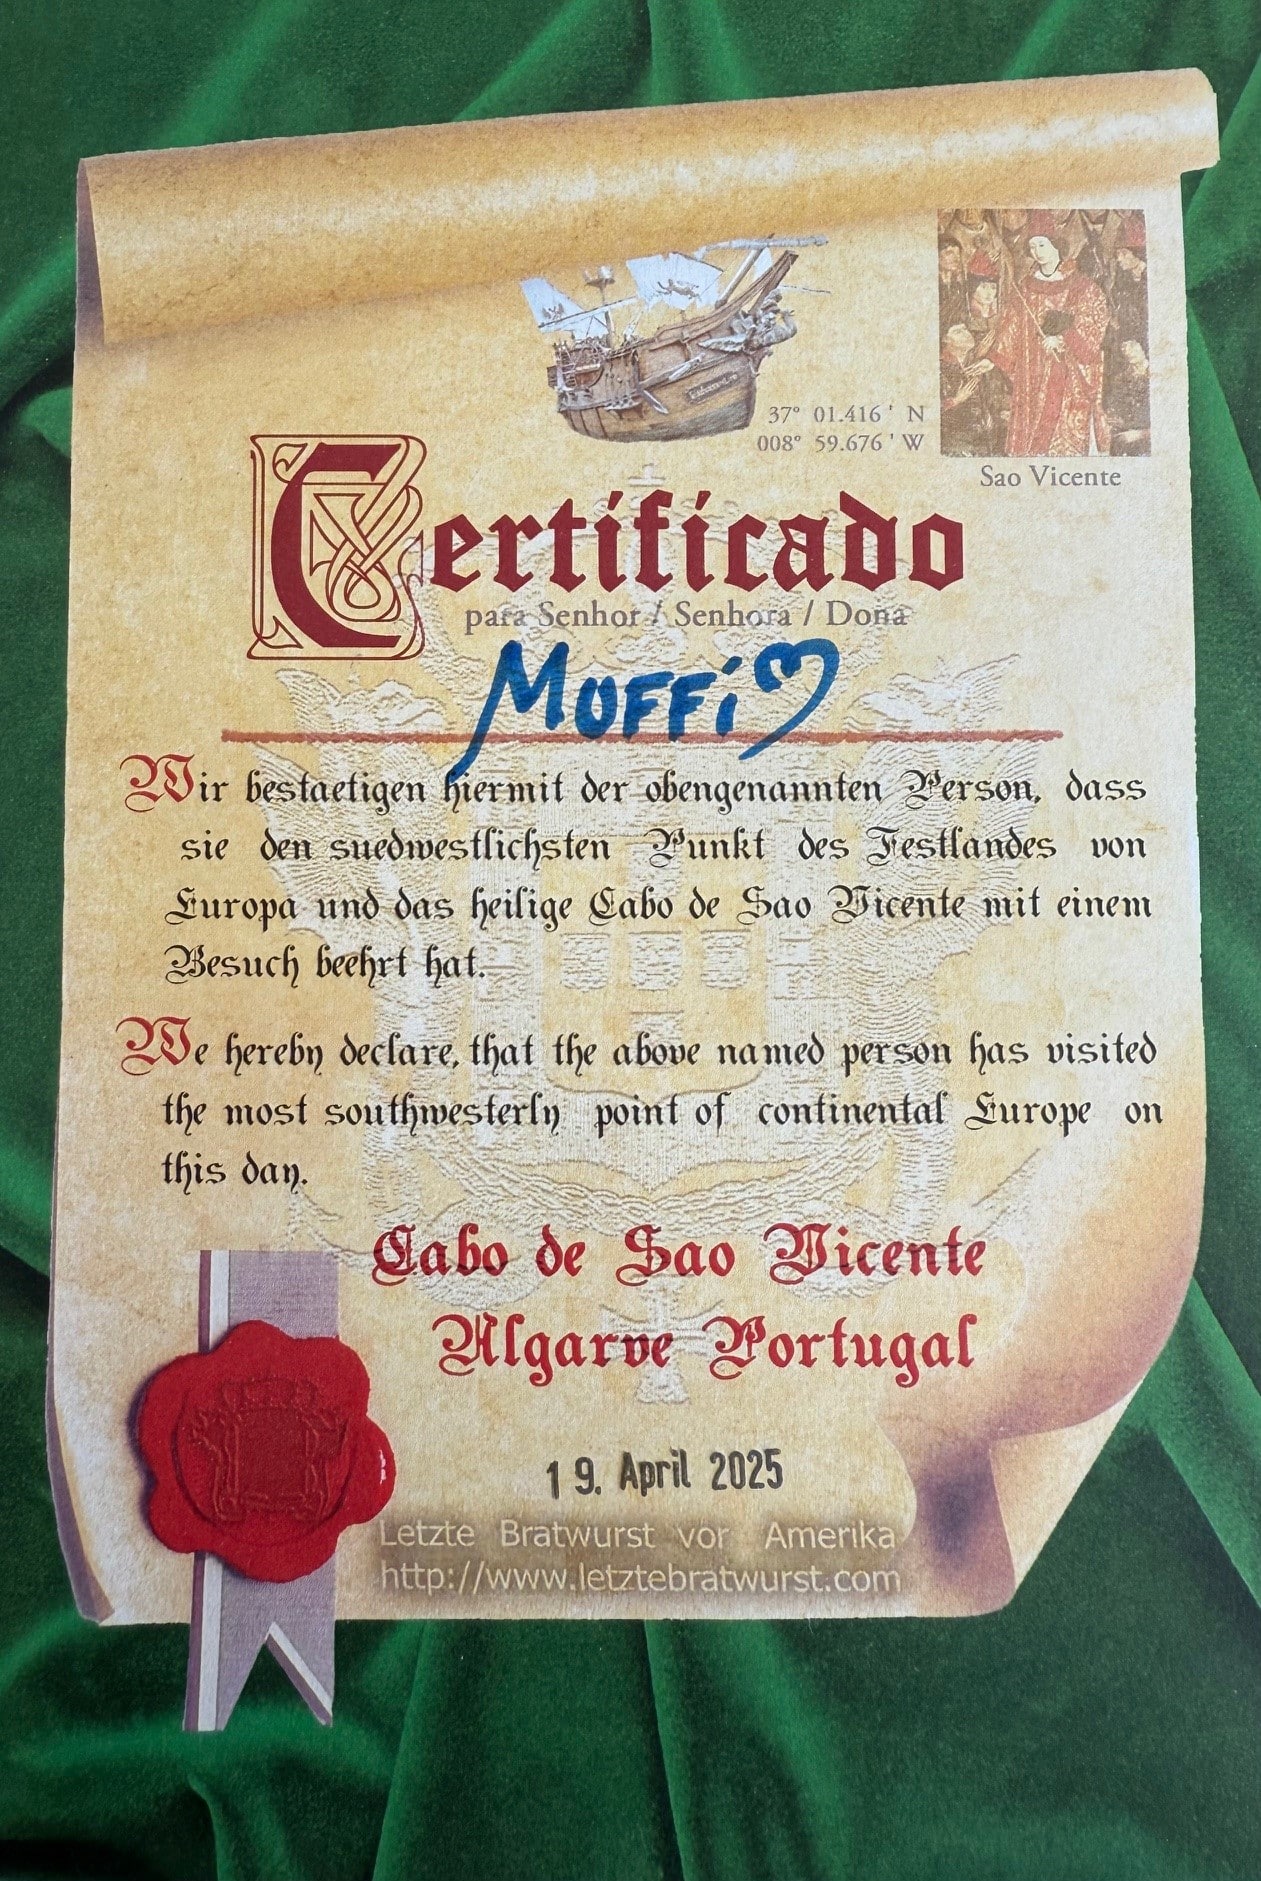 37° 01.416 ' N
008° 59.676 ' W
Sao Vicente
Certificado
para Senhor / Senhora / Dona
MUFFi
Wir bestaetigen hiermit der obengenannten Person, dass
sie den suedwestlichsten Punkt des Festlandes von
Europa und das heilige Cabo de Sao Vicente mit einem
Besuch beehrt hat.
We hereby declare, that the above named person has visited
the most southwesterly point of continental Europe on
this day.
Cabo de Sao Vicente
Algarve Portugal
19. April 2025
Letzte Bratwurst vor Amerika
http://www.letztebratwurst.com